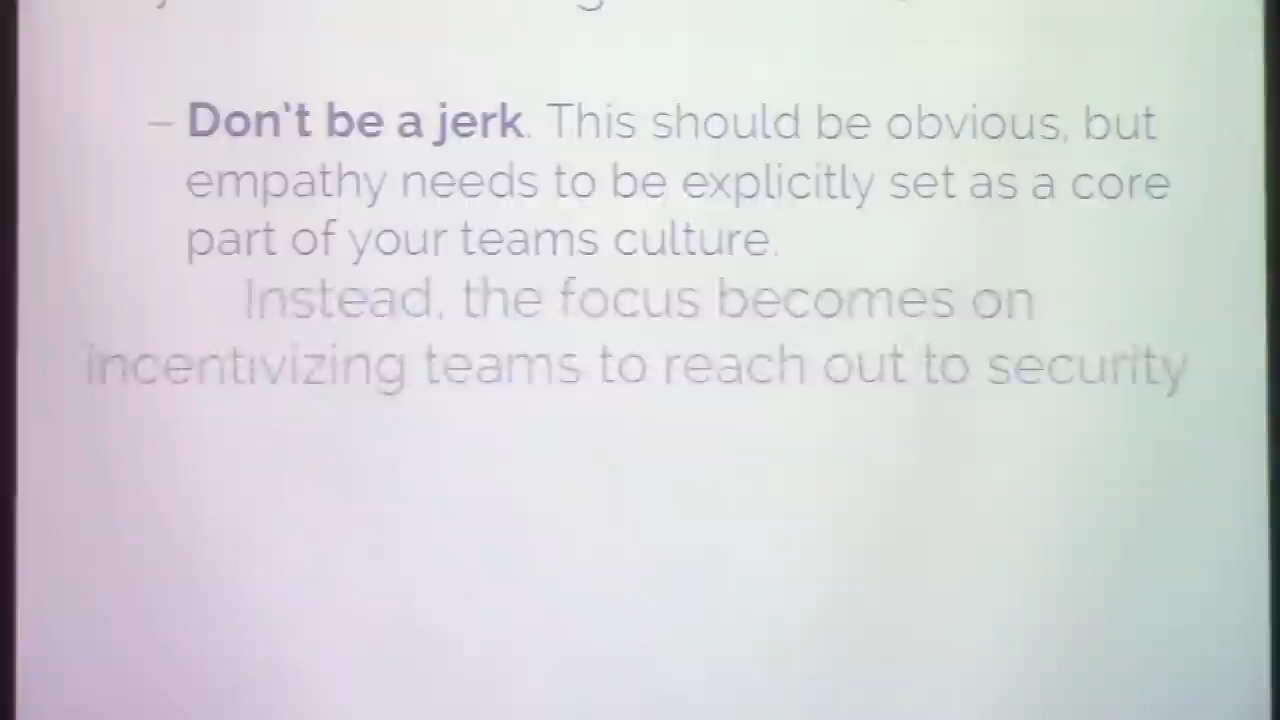 – Don't be a jerk. This should be obvious, but
empathy needs to be explicitly set as a core
part of your teams culture.
Instead, the focus becomes on
incentivizing teams to reach out to security